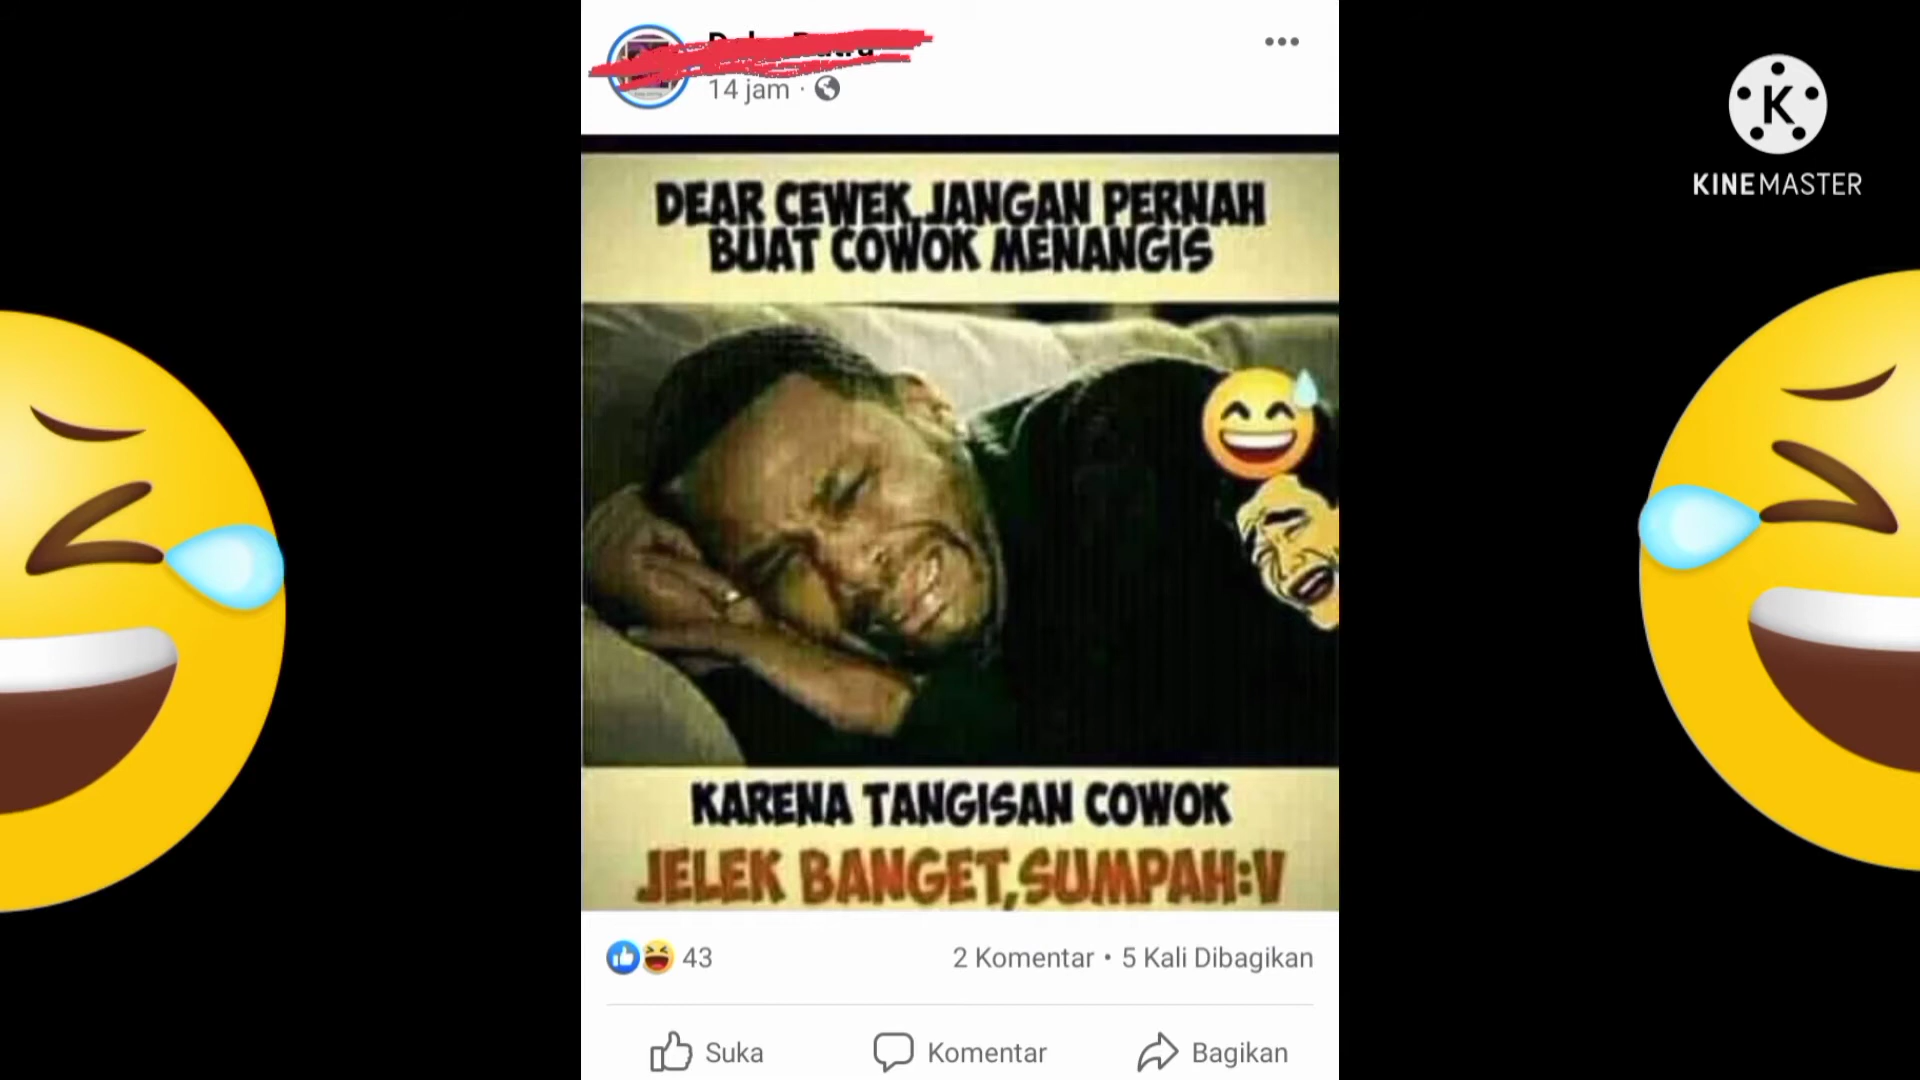 14 jam ·
KINEMASTER
DEAR CEWEK, JANGAN PERNAH
BUAT COWOK MENANGIS
KARENA TANGISAN COWOK
JELEK BANGET,SUMPAH:V
43
2 Komentar • 5 Kali Dibagikan
Suka
Komentar
Bagikan